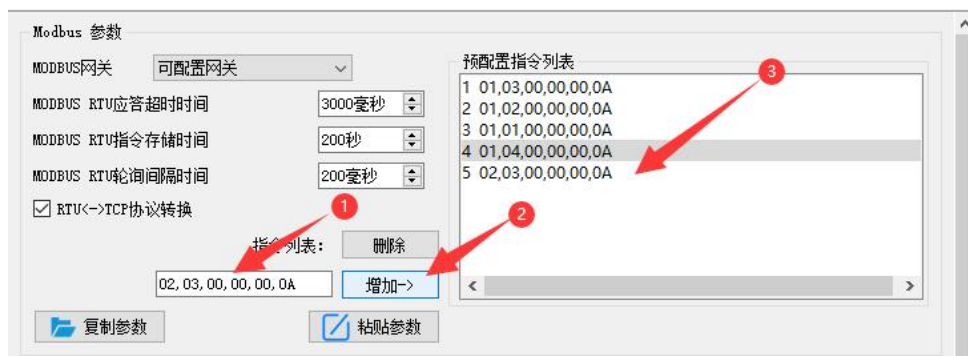 Modbus 参数
MODBUS网关 可配置网关
MODBUS RTU应答超时时间 3000毫秒
MODBUS RTU指令存储时间 200秒
MODBUS RTU轮询间隔时间 200毫秒
RTU<->TCP协议转换
1
指令列表： 删除
2
02,03,00,00,00,0A 增加->
复制参数 粘贴参数
预配置指令列表
3
1 01,03,00,00,00,0A
2 01,02,00,00,00,0A
3 01,01,00,00,00,0A
4 01,04,00,00,00,0A
5 02,03,00,00,00,0A